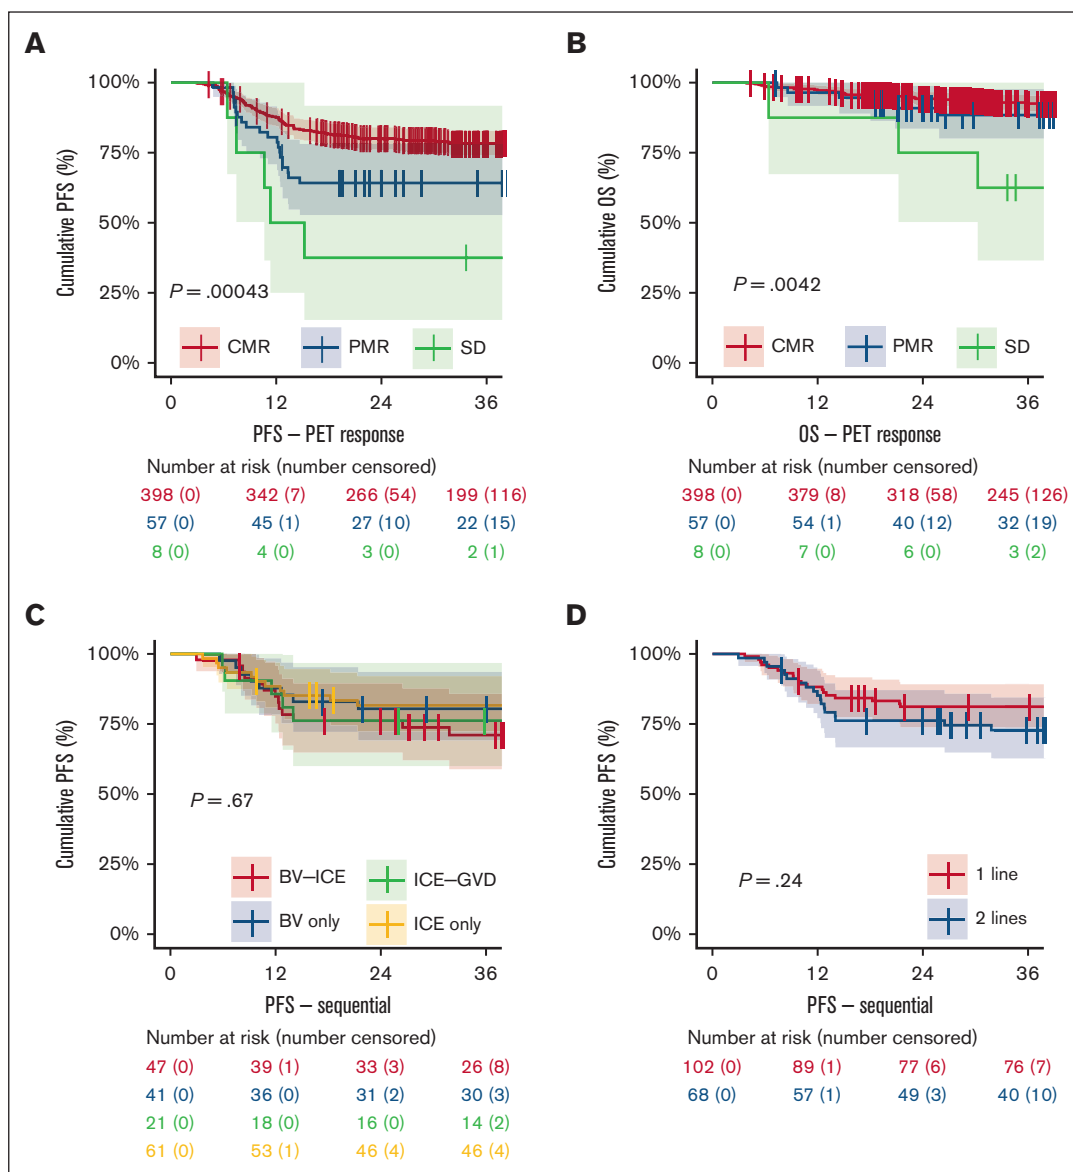 A
Cumulative PFS (%)
100%
75%
50%
25%
0%
P = .00043
CMR PMR SD
0 12 24 36
PFS – PET response
Number at risk (number censored)
398 (0) 342 (7) 266 (54) 199 (116)
57 (0) 45 (1) 27 (10) 22 (15)
8 (0) 4 (0) 3 (0) 2 (1)
B
Cumulative OS (%)
100%
75%
50%
25%
0%
P = .0042
CMR PMR SD
0 12 24 36
OS – PET response
Number at risk (number censored)
398 (0) 379 (8) 318 (58) 245 (126)
57 (0) 54 (1) 40 (12) 32 (19)
8 (0) 7 (0) 6 (0) 3 (2)
C
Cumulative PFS (%)
100%
75%
50%
25%
0%
P = .67
BV–ICE ICE–GVD
BV only ICE only
0 12 24 36
PFS – sequential
Number at risk (number censored)
47 (0) 39 (1) 33 (3) 26 (8)
41 (0) 36 (0) 31 (2) 30 (3)
21 (0) 18 (0) 16 (0) 14 (2)
61 (0) 53 (1) 46 (4) 46 (4)
D
Cumulative PFS (%)
100%
75%
50%
25%
0%
P = .24
1 line
2 lines
0 12 24 36
PFS – sequential
Number at risk (number censored)
102 (0) 89 (1) 77 (6) 76 (7)
68 (0) 57 (1) 49 (3) 40 (10)